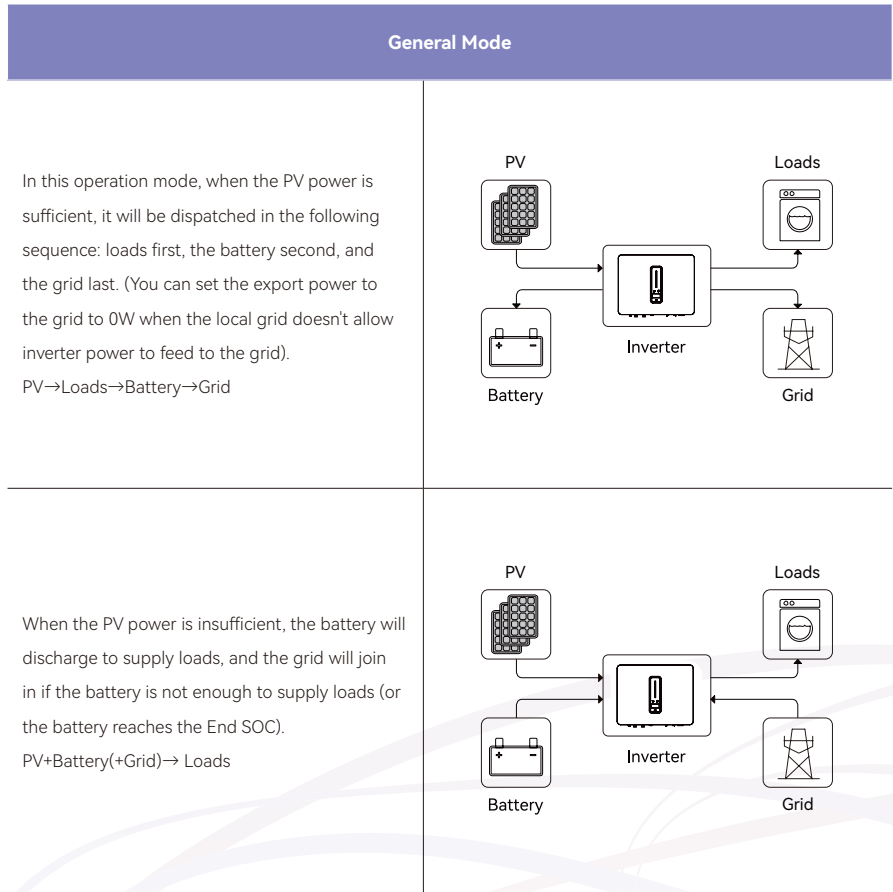 General Mode
In this operation mode, when the PV power is
sufficient, it will be dispatched in the following
sequence: loads first, the battery second, and
the grid last. (You can set the export power to
the grid to 0W when the local grid doesn't allow
inverter power to feed to the grid).
PV→Loads→Battery→Grid
PV
Loads
Inverter
Battery
Grid
When the PV power is insufficient, the battery will
discharge to supply loads, and the grid will join
in if the battery is not enough to supply loads (or
the battery reaches the End SOC).
PV+Battery(+Grid)→ Loads
PV
Loads
Inverter
Battery
Grid